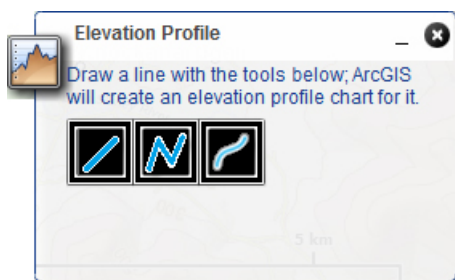 Elevation Profile
Draw a line with the tools below; ArcGIS
will create an elevation profile chart for it.
5 km